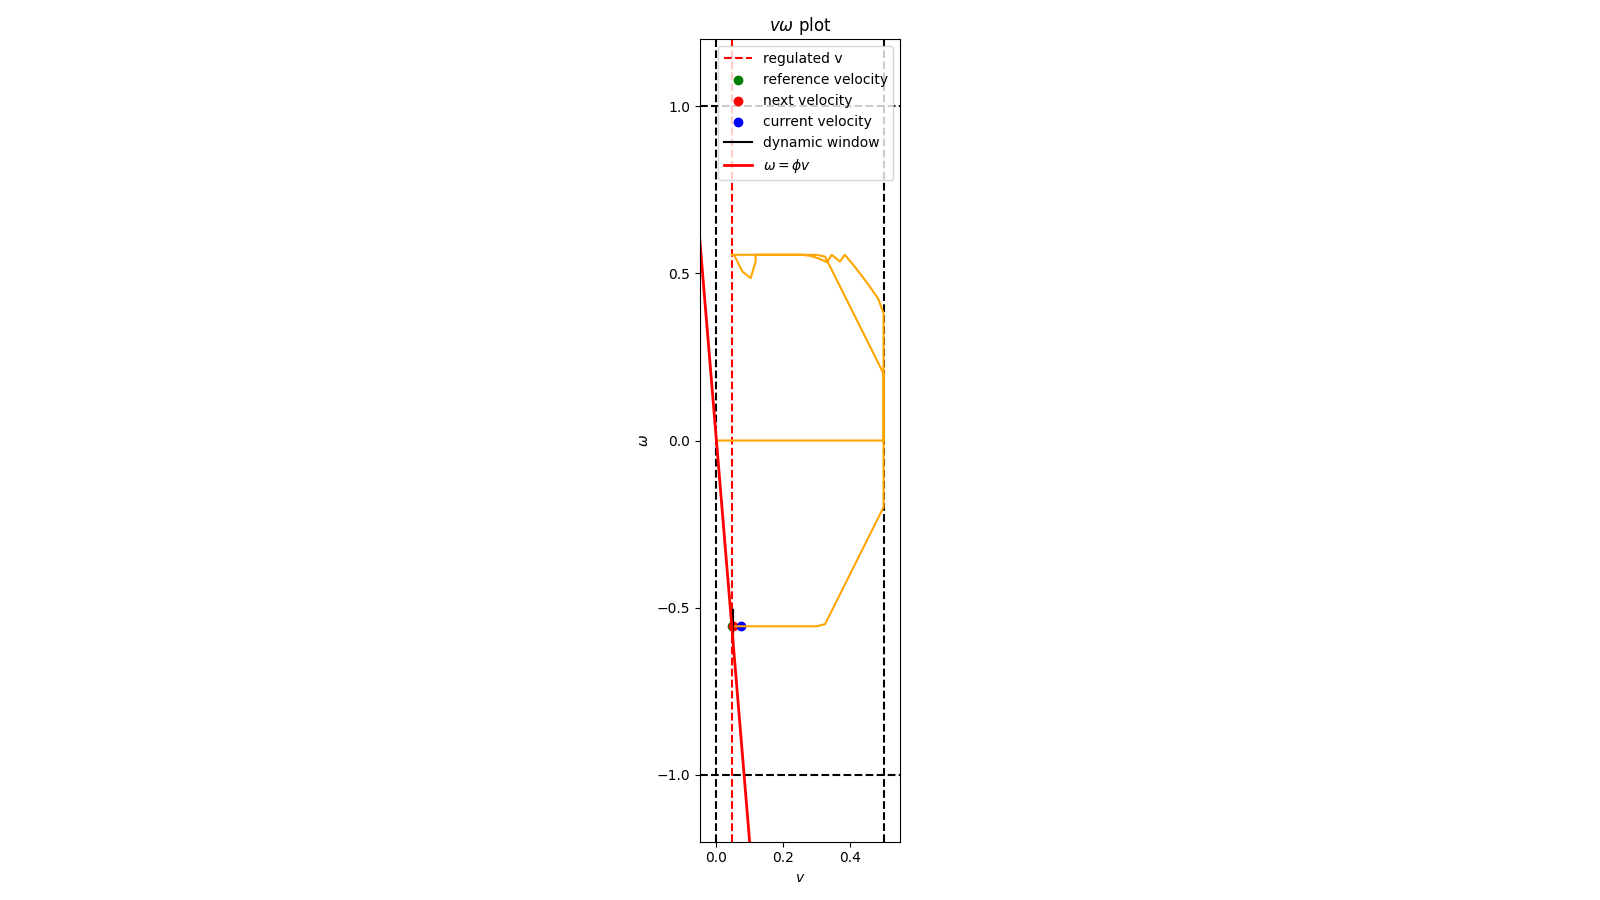 vω plot
regulated v
reference velocity
next velocity
current velocity
dynamic window
ω = ϕv
1.0
0.5
0.0
−0.5
−1.0
ω
0.0 0.2 0.4
v